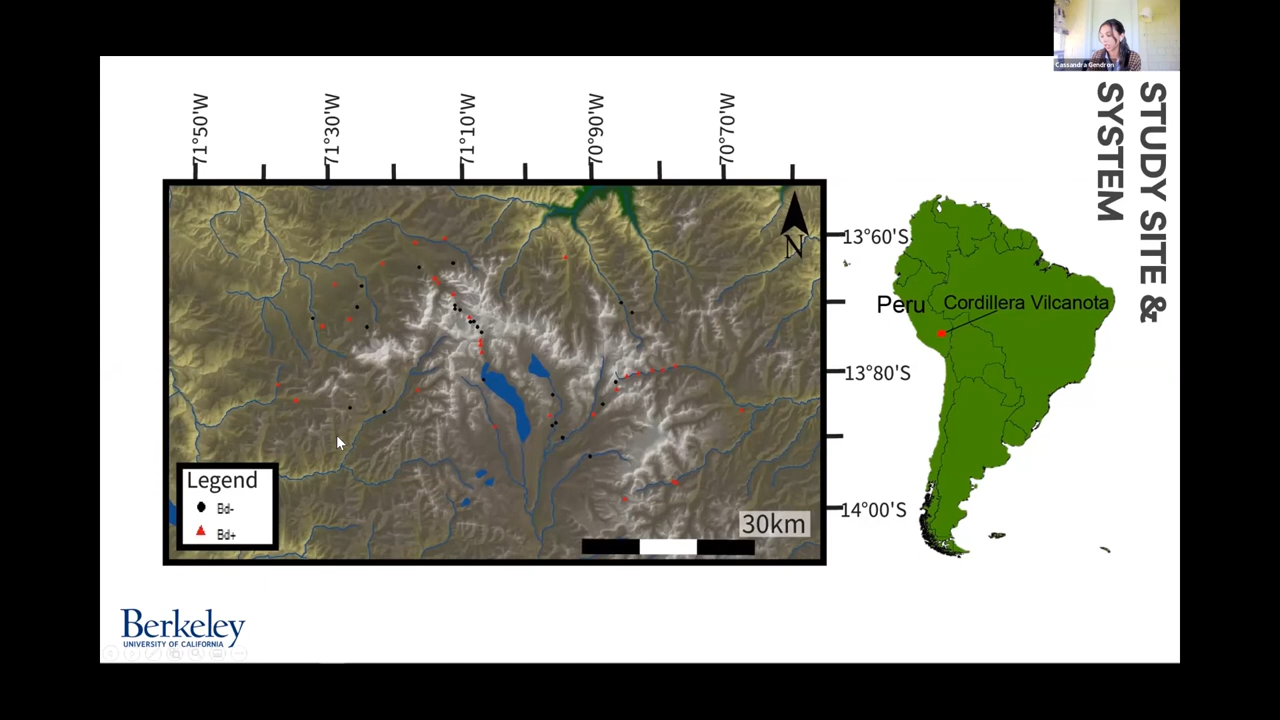 Cassandra Gendron
STUDY SITE &
SYSTEM
71°50'W
71°30'W
71°10'W
70°90'W
70°70'W
N
13°60'S
13°80'S
14°00'S
Peru
Cordillera Vilcanota
Legend
Bd-
Bd+
30km
Berkeley
UNIVERSITY OF CALIFORNIA